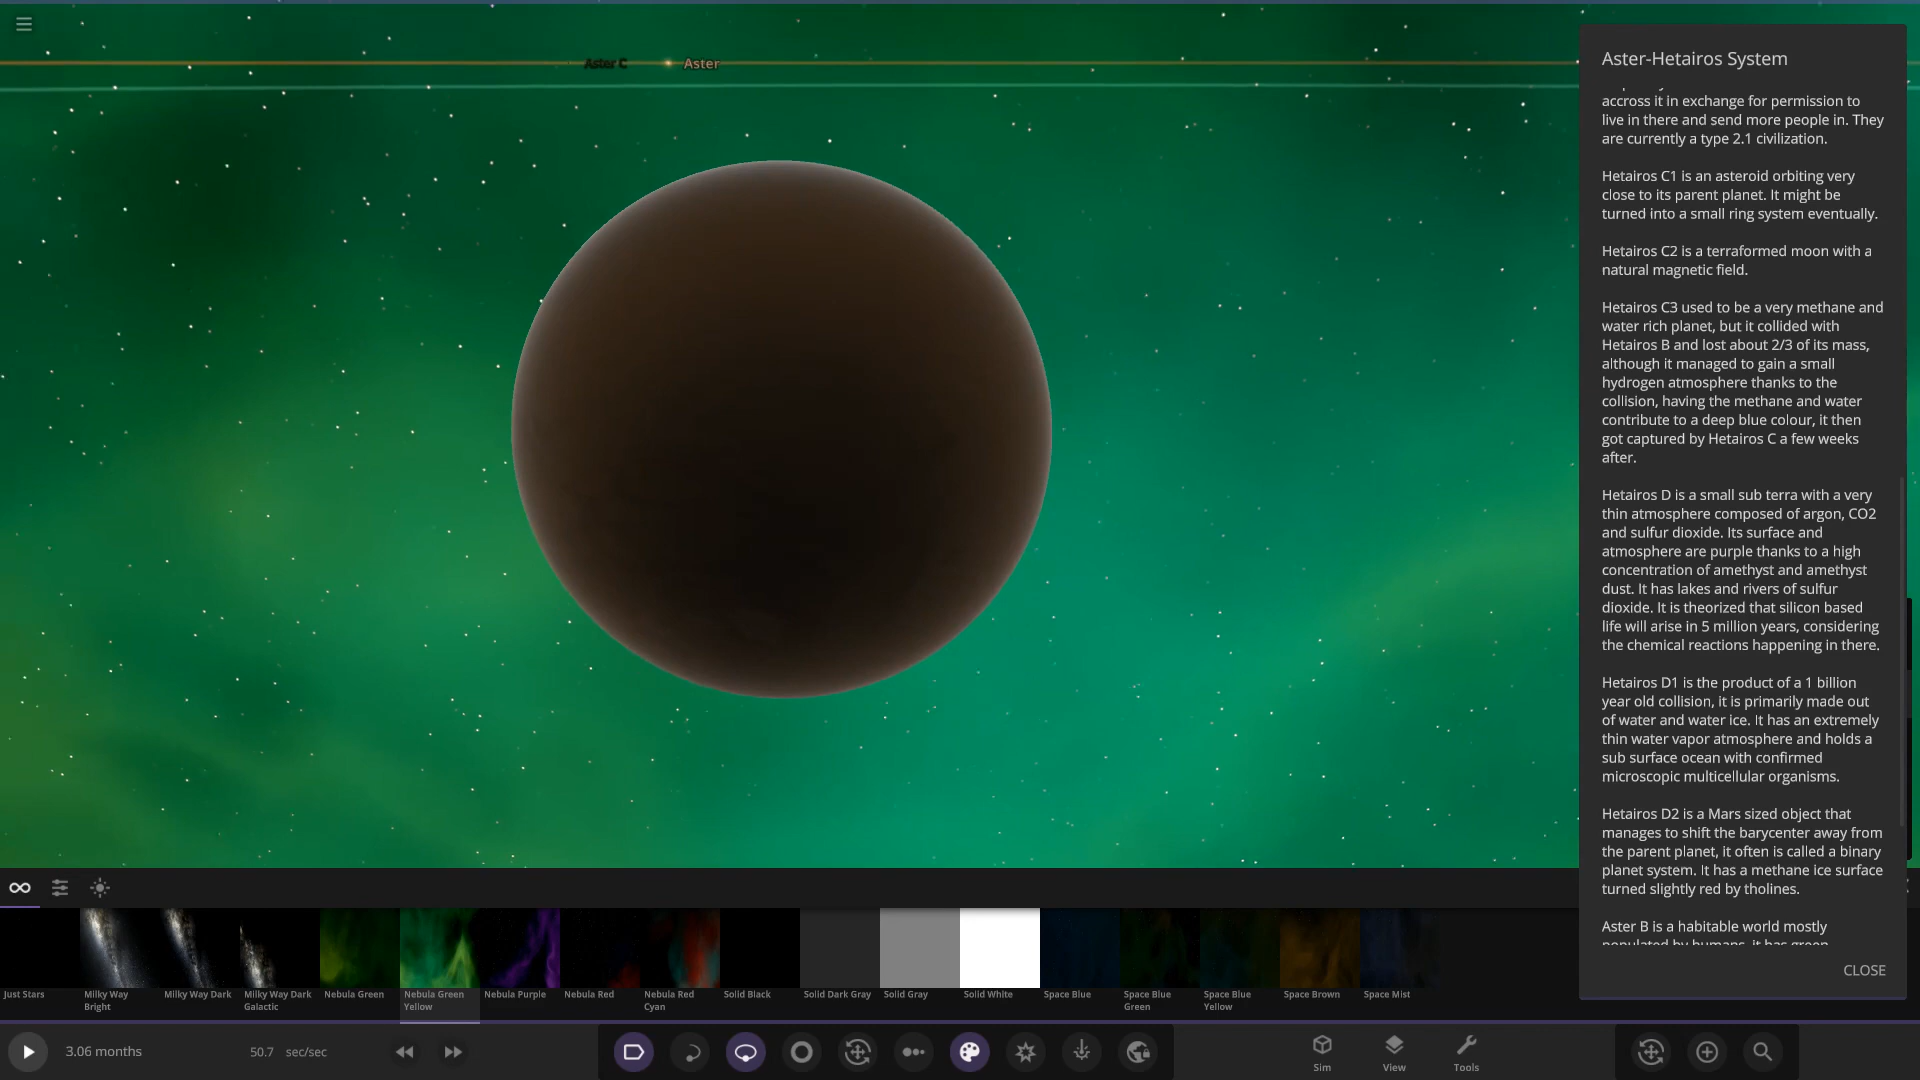 Aster C
Aster
Aster-Hetairos System
accross it in exchange for permission to
live in there and send more people in. They
are currently a type 2.1 civilization.
Hetairos C1 is an asteroid orbiting very
close to its parent planet. It might be
turned into a small ring system eventually.
Hetairos C2 is a terraformed moon with a
natural magnetic field.
Hetairos C3 used to be a very methane and
water rich planet, but it collided with
Hetairos B and lost about 2/3 of its mass,
although it managed to gain a small
hydrogen atmosphere thanks to the
collision, having the methane and water
contribute to a deep blue colour, it then
got captured by Hetairos C a few weeks
after.
Hetairos D is a small sub terra with a very
thin atmosphere composed of argon, CO2
and sulfur dioxide. Its surface and
atmosphere are purple thanks to a high
concentration of amethyst and amethyst
dust. It has lakes and rivers of sulfur
dioxide. It is theorized that silicon based
life will arise in 5 million years, considering
the chemical reactions happening in there.
Hetairos D1 is the product of a 1 billion
year old collision, it is primarily made out
of water and water ice. It has an extremely
thin water vapor atmosphere and holds a
sub surface ocean with confirmed
microscopic multicellular organisms.
Hetairos D2 is a Mars sized object that
manages to shift the barycenter away from
the parent planet, it often is called a binary
planet system. It has a methane ice surface
turned slightly red by tholines.
Aster B is a habitable world mostly
populated by humans, it has green
CLOSE
Just Stars
Milky Way
Bright
Milky Way Dark
Milky Way Dark
Galactic
Nebula Green
Nebula Green
Yellow
Nebula Purple
Nebula Red
Nebula Red
Cyan
Solid Black
Solid Dark Gray
Solid Gray
Solid White
Space Blue
Space Blue
Green
Space Blue
Yellow
Space Brown
Space Mist
3.06 months
50.7 sec/sec
Sim
View
Tools